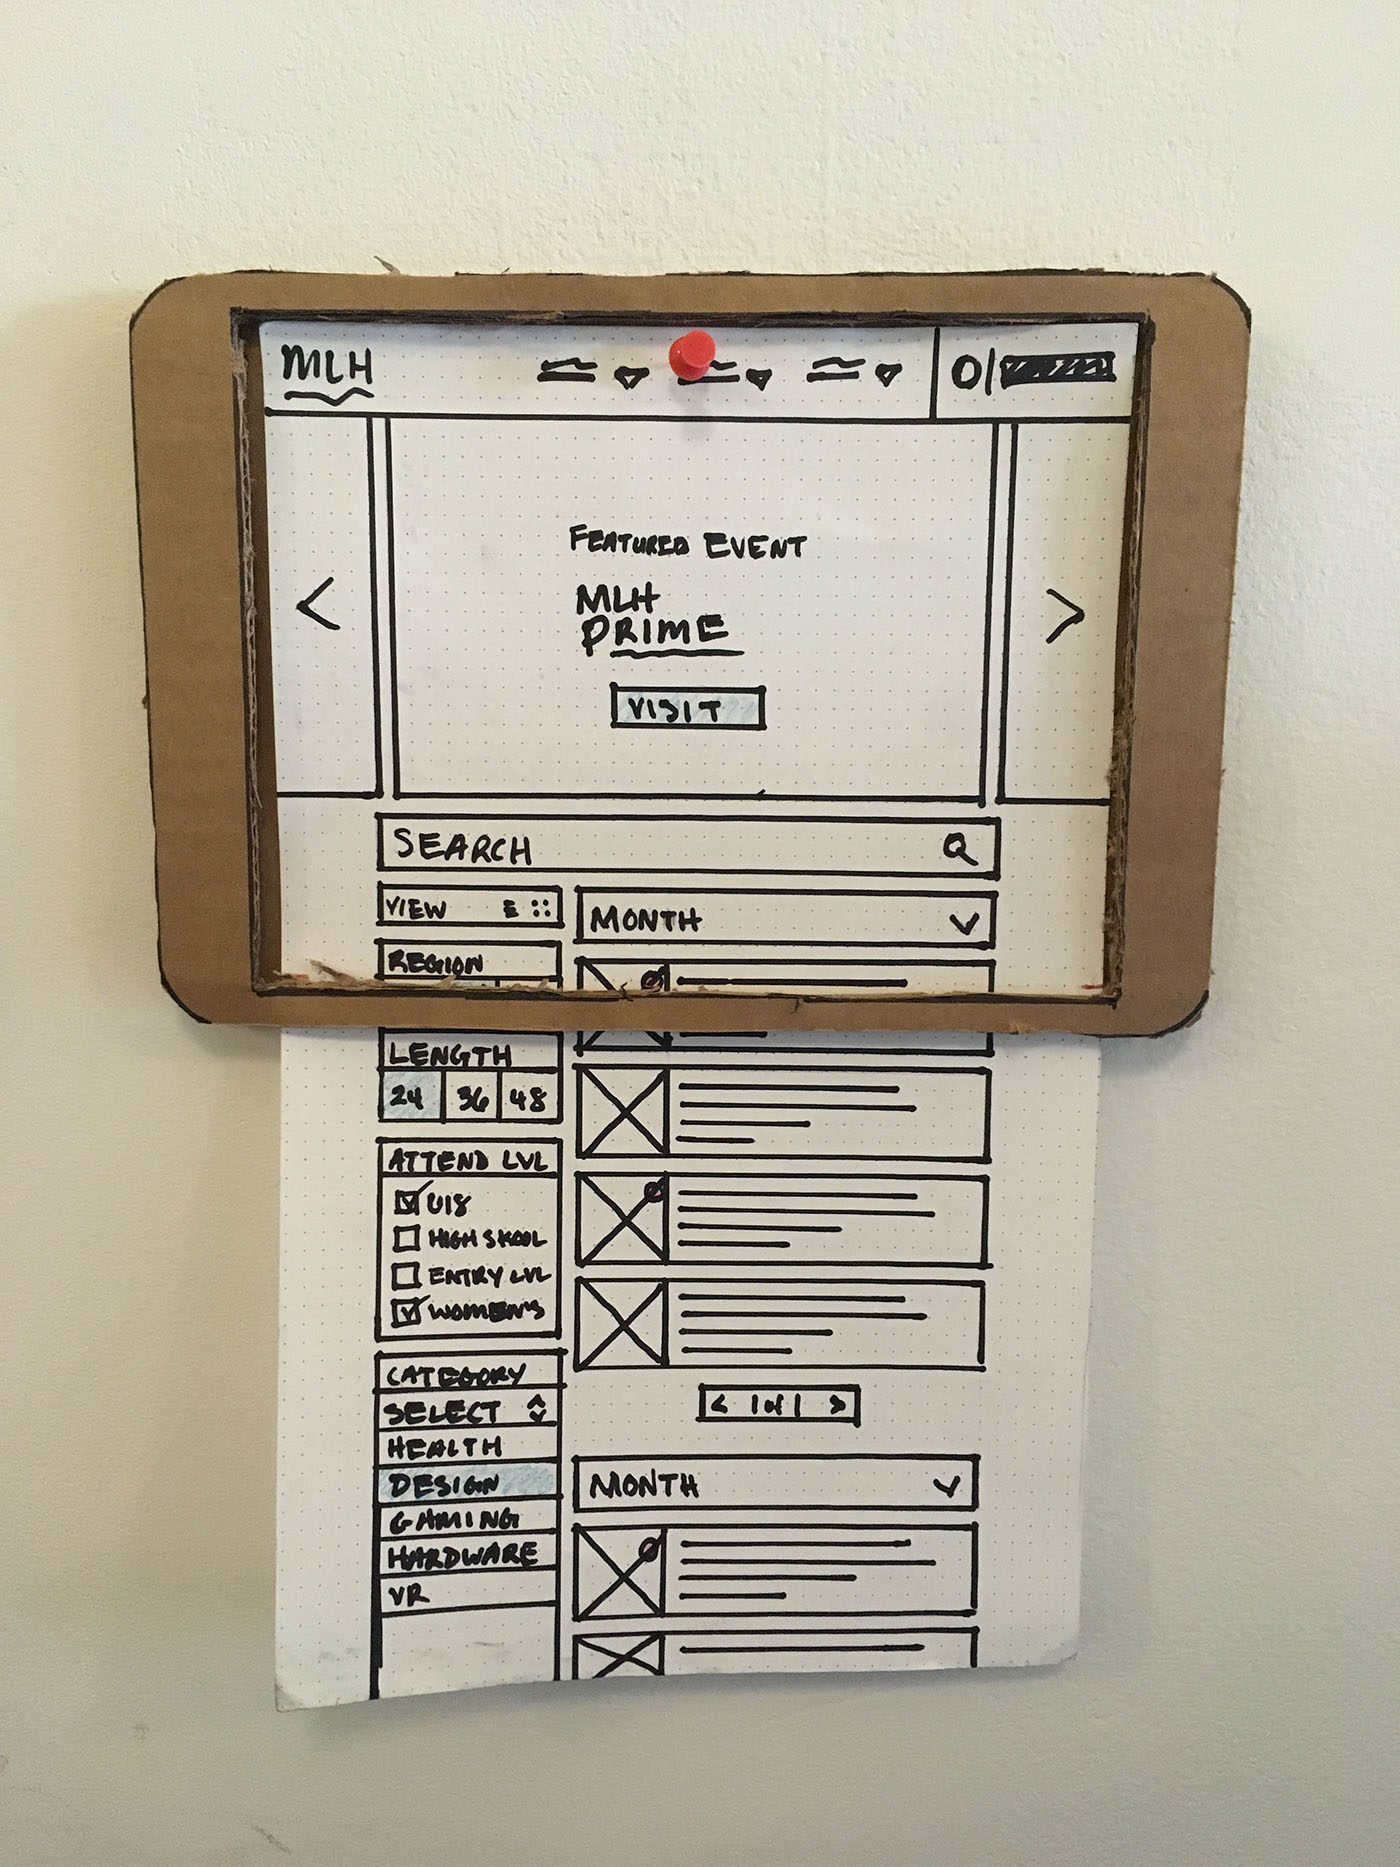 MLH
FEATURED EVENT
MLH
PRIME
VISIT
SEARCH
VIEW
MONTH
REGION
LENGTH
24 36 48
ATTEND LVL
U18
HIGH SKOOL
ENTRY LVL
WOMEN'S
CATEGORY
SELECT
HEALTH
DESIGN
GAMING
HARDWARE
VR
< 1 of 1 >
MONTH